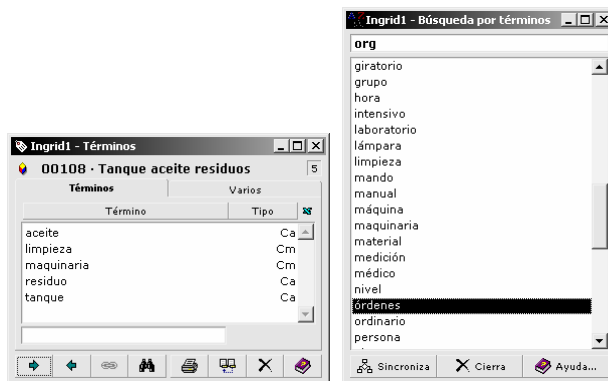 Ingrid1 - Términos
00108 · Tanque aceite residuos 5
Términos Varios
Término Tipo
aceite Ca
limpieza Cm
maquinaria Cm
residuo Ca
tanque Ca
Ingrid1 - Búsqueda por términos
org
giratorio
grupo
hora
intensivo
laboratorio
lámpara
limpieza
mando
manual
máquina
maquinaria
material
medición
médico
nivel
órdenes
ordinario
persona
Sincroniza Cierra Ayuda...